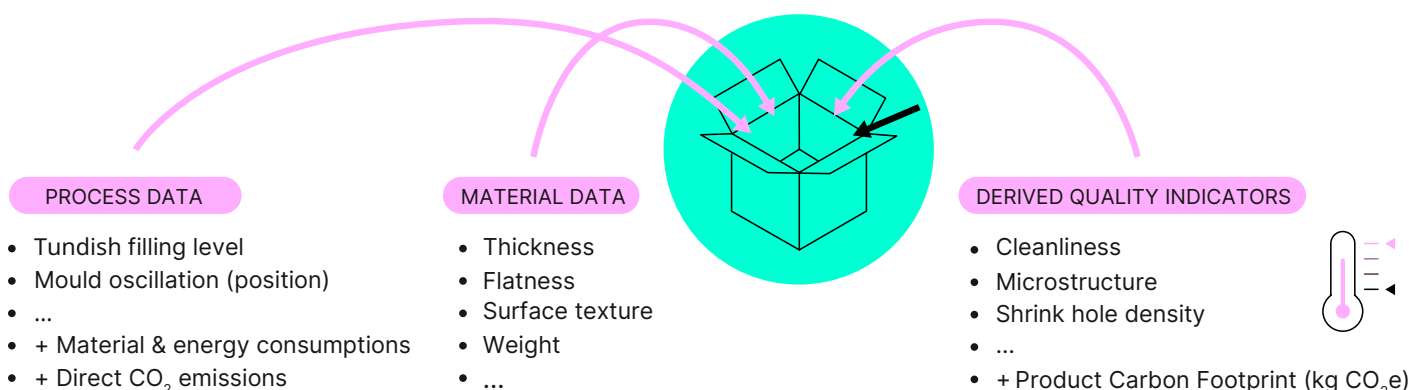 PROCESS DATA
• Tundish filling level
• Mould oscillation (position)
• ...
• + Material & energy consumptions
• + Direct CO₂ emissions
MATERIAL DATA
• Thickness
• Flatness
• Surface texture
• Weight
• ...
DERIVED QUALITY INDICATORS
• Cleanliness
• Microstructure
• Shrink hole density
• ...
• + Product Carbon Footprint (kg CO₂e)